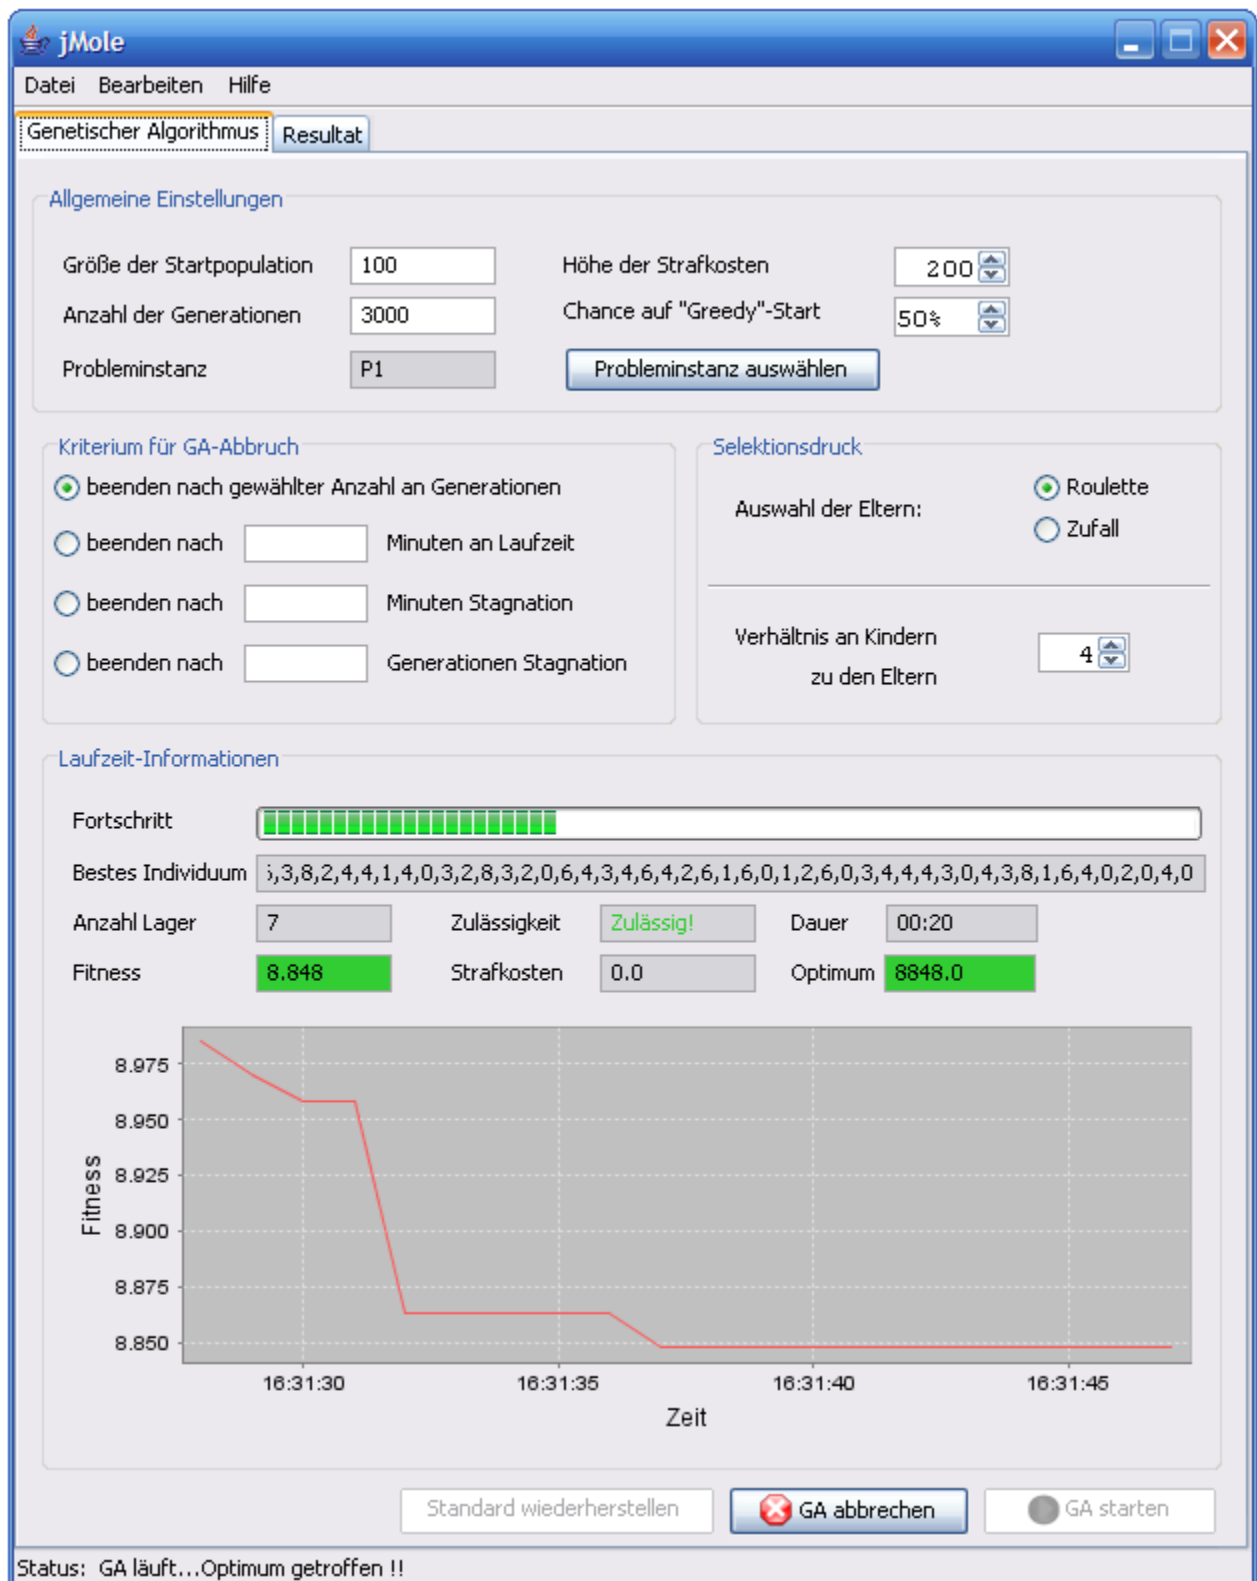 jMole
Datei Bearbeiten Hilfe
Genetischer Algorithmus Resultat
Allgemeine Einstellungen
Größe der Startpopulation 100 Höhe der Strafkosten 200
Anzahl der Generationen 3000 Chance auf "Greedy"-Start 50%
Probleminstanz P1 Probleminstanz auswählen
Kriterium für GA-Abbruch
beenden nach gewählter Anzahl an Generationen
beenden nach Minuten an Laufzeit
beenden nach Minuten Stagnation
beenden nach Generationen Stagnation
Selektionsdruck
Auswahl der Eltern:
Roulette
Zufall
Verhältnis an Kindern
zu den Eltern
4
Laufzeit-Informationen
Fortschritt
Bestes Individuum ,3,8,2,4,4,1,4,0,3,2,8,3,2,0,6,4,3,4,6,4,2,6,1,6,0,1,2,6,0,3,4,4,4,3,0,4,3,8,1,6,4,0,2,0,4,0
Anzahl Lager 7 Zulässigkeit Zulässig! Dauer 00:20
Fitness 8.848 Strafkosten 0.0 Optimum 8848.0
Fitness
8.975
8.950
8.925
8.900
8.875
8.850
16:31:30 16:31:35 16:31:40 16:31:45
Zeit
Standard wiederherstellen GA abbrechen GA starten
Status: GA läuft...Optimum getroffen !!